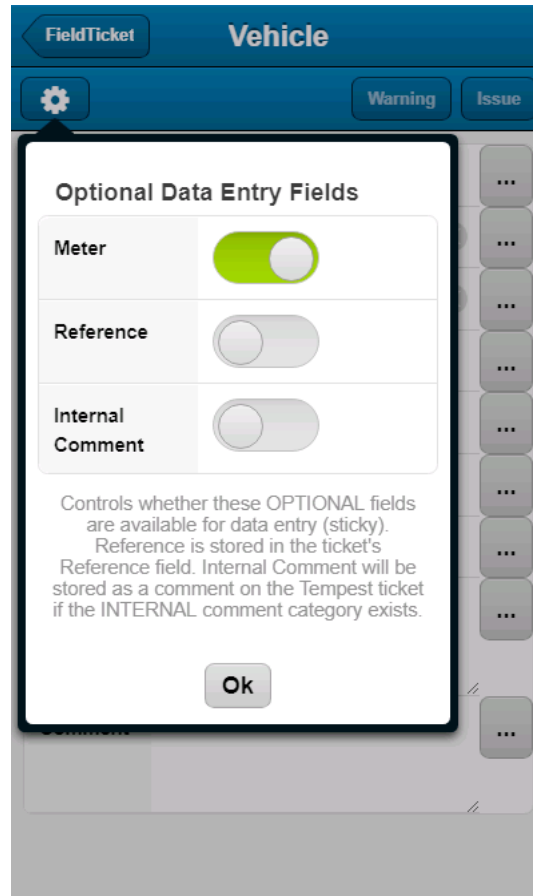 FieldTicket
Vehicle
Warning
Issue
Optional Data Entry Fields
...
Meter
...
...
Reference
...
Internal
Comment
...
...
Controls whether these OPTIONAL fields
are available for data entry (sticky).
Reference is stored in the ticket's
Reference field. Internal Comment will be
stored as a comment on the Tempest ticket
if the INTERNAL comment category exists.
...
...
Ok
Comment
...